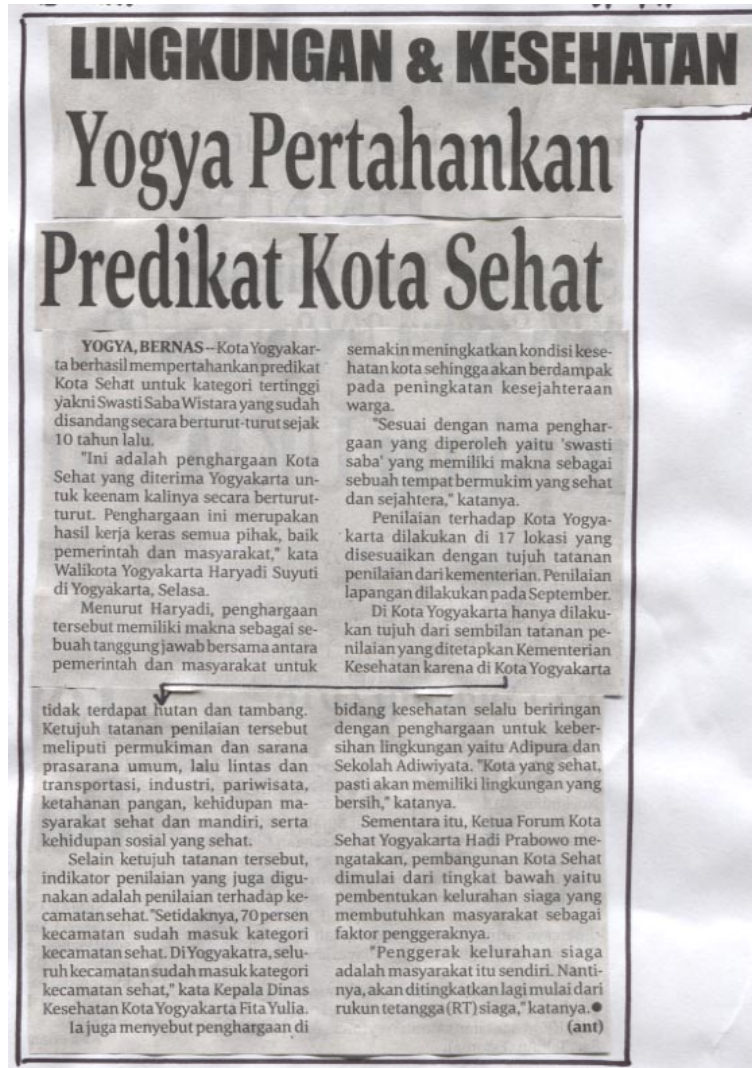 LINGKUNGAN & KESEHATAN
Yogya Pertahankan
Predikat Kota Sehat
YOGYA, BERNAS -- Kota Yogyakar-
ta berhasil mempertahankan predikat
Kota Sehat untuk kategori tertinggi
yakni Swasti Saba Wistara yang sudah
disandang secara berturut-turut sejak
10 tahun lalu.
"Ini adalah penghargaan Kota
Sehat yang diterima Yogyakarta un-
tuk keenam kalinya secara berturut-
turut. Penghargaan ini merupakan
hasil kerja keras semua pihak, baik
pemerintah dan masyarakat," kata
Walikota Yogyakarta Haryadi Suyuti
di Yogyakarta, Selasa.
Menurut Haryadi, penghargaan
tersebut memiliki makna sebagai se-
buah tanggung jawab bersama antara
pemerintah dan masyarakat untuk
semakin meningkatkan kondisi kese-
hatan kota sehingga akan berdampak
pada peningkatan kesejahteraan
warga.
"Sesuai dengan nama penghar-
gaan yang diperoleh yaitu 'swasti
saba' yang memiliki makna sebagai
sebuah tempat bermukim yang sehat
dan sejahtera," katanya.
Penilaian terhadap Kota Yogya-
karta dilakukan di 17 lokasi yang
disesuaikan dengan tujuh tatanan
penilaian dari kementerian. Penilaian
lapangan dilakukan pada September.
Di Kota Yogyakarta hanya dilaku-
kan tujuh dari sembilan tatanan pe-
nilaian yang ditetapkan Kementerian
Kesehatan karena di Kota Yogyakarta
tidak terdapat hutan dan tambang.
Ketujuh tatanan penilaian tersebut
meliputi permukiman dan sarana
prasarana umum, lalu lintas dan
transportasi, industri, pariwisata,
ketahanan pangan, kehidupan ma-
syarakat sehat dan mandiri, serta
kehidupan sosial yang sehat.
Selain ketujuh tatanan tersebut,
indikator penilaian yang juga digu-
nakan adalah penilaian terhadap ke-
camatan sehat. "Setidaknya, 70 persen
kecamatan sudah masuk kategori
kecamatan sehat. Di Yogyakatra, selu-
ruh kecamatan sudah masuk kategori
kecamatan sehat," kata Kepala Dinas
Kesehatan Kota Yogyakarta Fita Yulia.
Ia juga menyebut penghargaan di
bidang kesehatan selalu beriringan
dengan penghargaan untuk keber-
sihan lingkungan yaitu Adipura dan
Sekolah Adiwiyata. "Kota yang sehat,
pasti akan memiliki lingkungan yang
bersih," katanya.
Sementara itu, Ketua Forum Kota
Sehat Yogyakarta Hadi Prabowo me-
ngatakan, pembangunan Kota Sehat
dimulai dari tingkat bawah yaitu
pembentukan kelurahan siaga yang
membutuhkan masyarakat sebagai
faktor penggeraknya.
"Penggerak kelurahan siaga
adalah masyarakat itu sendiri. Nanti-
nya, akan ditingkatkan lagi mulai dari
rukun tetangga (RT) siaga," katanya.●
(ant)